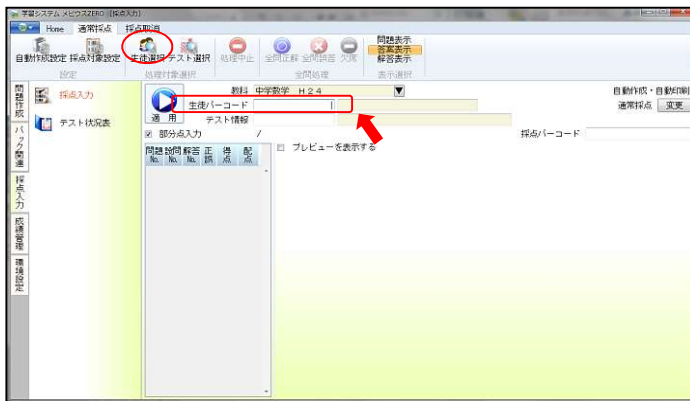 学習システム メビウスZERO [採点入力]
Home 通常採点 採点取消
自動作成設定 採点対象設定 生徒選択 テスト選択 処理中止 全問正解 全問誤答 欠席
問題表示
答案表示
解答表示
設定 処理対象選択 全問処理 表示選択
問題作成
バック関連
採点入力
成績管理
環境設定
採点入力
テスト状況表
適用
教科 中学数学 H24
生徒バーコード
テスト情報
自動作成・自動印刷
通常採点 変更
部分点入力 /
採点バーコード
問題No. 設問No. 解答No. 正誤 得点 配点
プレビューを表示する